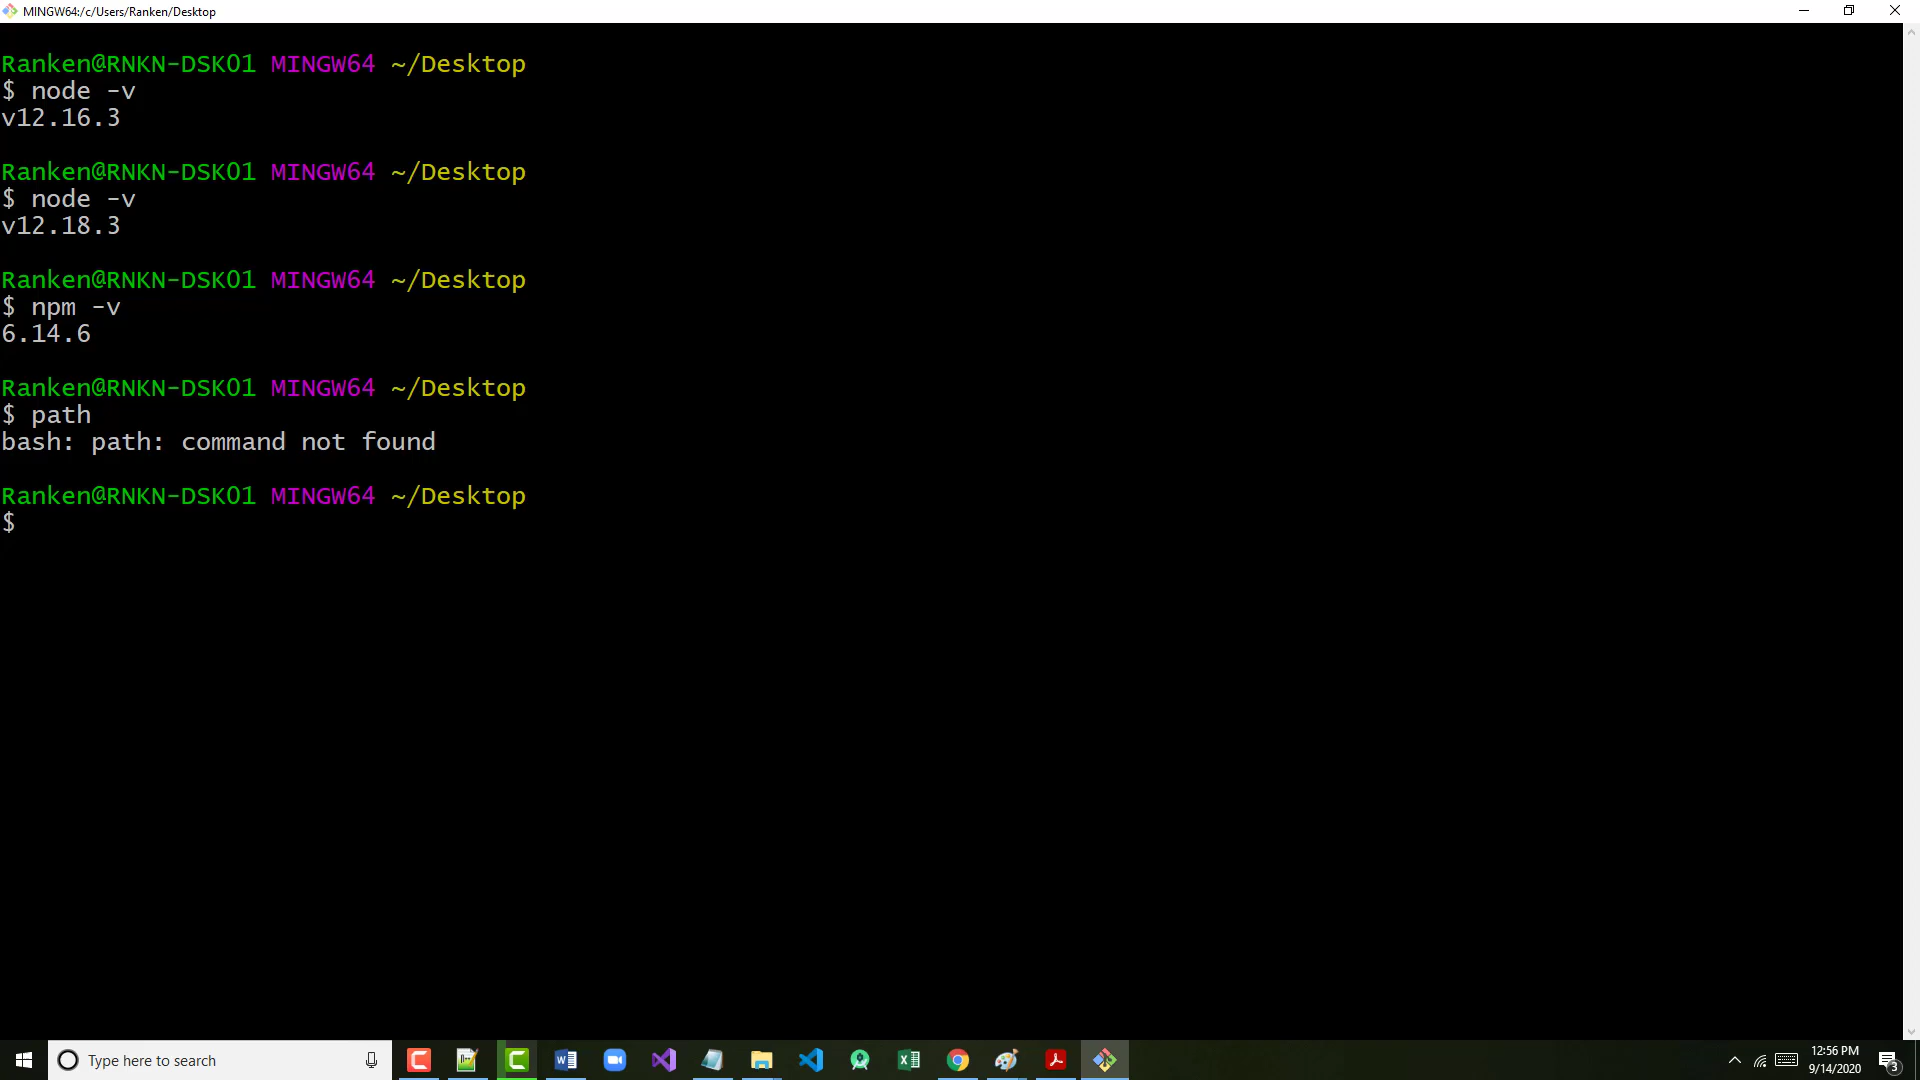 MINGW64:/c/Users/Ranken/Desktop
Ranken@RNKN-DSK01 MINGW64 ~/Desktop
$ node -v
v12.16.3
Ranken@RNKN-DSK01 MINGW64 ~/Desktop
$ node -v
v12.18.3
Ranken@RNKN-DSK01 MINGW64 ~/Desktop
$ npm -v
6.14.6
Ranken@RNKN-DSK01 MINGW64 ~/Desktop
$ path
bash: path: command not found
Ranken@RNKN-DSK01 MINGW64 ~/Desktop
$
Type here to search
12:56 PM
9/14/2020
3